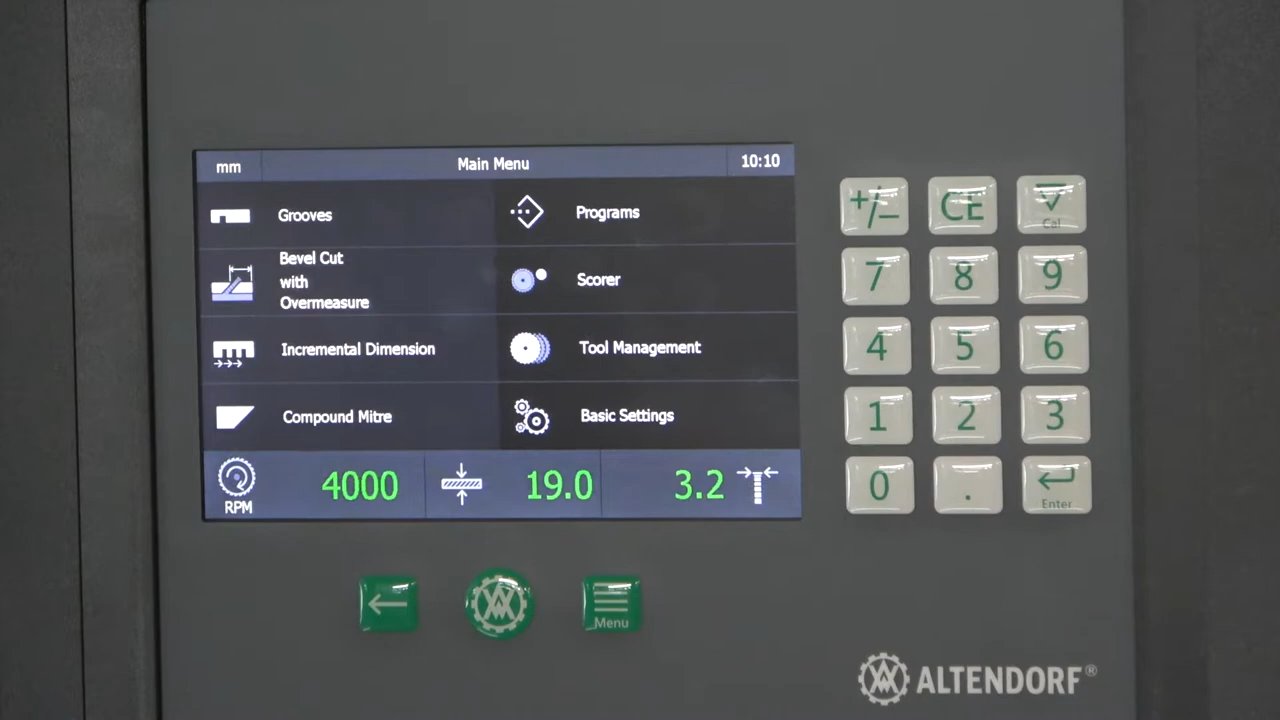 mm
Main Menu
10:10
Grooves
Programs
Bevel Cut
with
Overmeasure
Scorer
Incremental Dimension
Tool Management
Compound Mitre
Basic Settings
RPM
4000
19.0
3.2
+/−
CE
Cal
7
8
9
4
5
6
1
2
3
0
.
Enter
Menu
ALTENDORF®